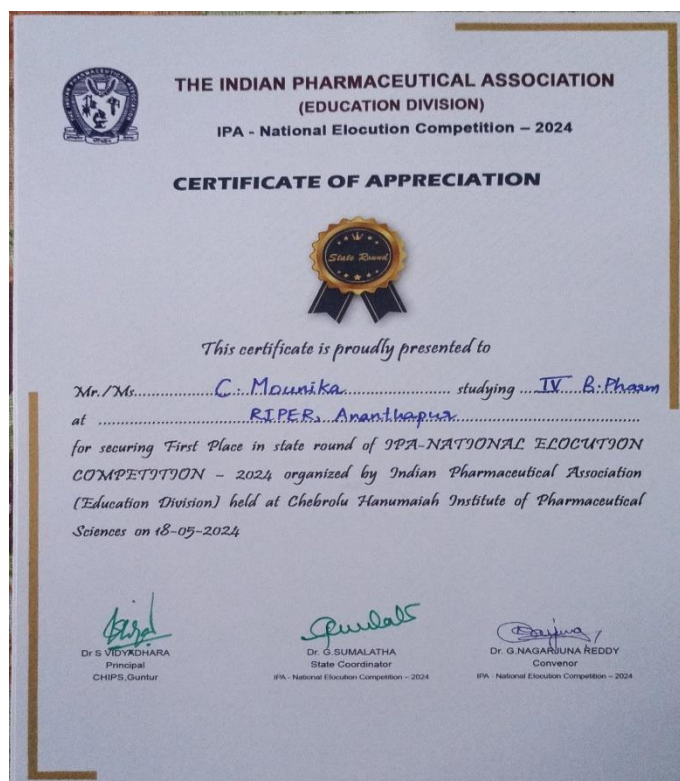 THE INDIAN PHARMACEUTICAL ASSOCIATION
(EDUCATION DIVISION)
IPA - National Elocution Competition – 2024
CERTIFICATE OF APPRECIATION
State Round
This certificate is proudly presented to
Mr./Ms. C. Mounika studying IV B.Pharm
at RIPER, Ananthapur
for securing First Place in state round of IPA-NATIONAL ELOCUTION
COMPETITION – 2024 organized by Indian Pharmaceutical Association
(Education Division) held at Chebrolu Hanumaiah Institute of Pharmaceutical
Sciences on 18-05-2024
Dr S VIDYADHARA
Principal
CHIPS,Guntur
Dr. G.SUMALATHA
State Coordinator
IPA - National Elocution Competition – 2024
Dr. G.NAGARJUNA REDDY
Convenor
IPA - National Elocution Competition – 2024